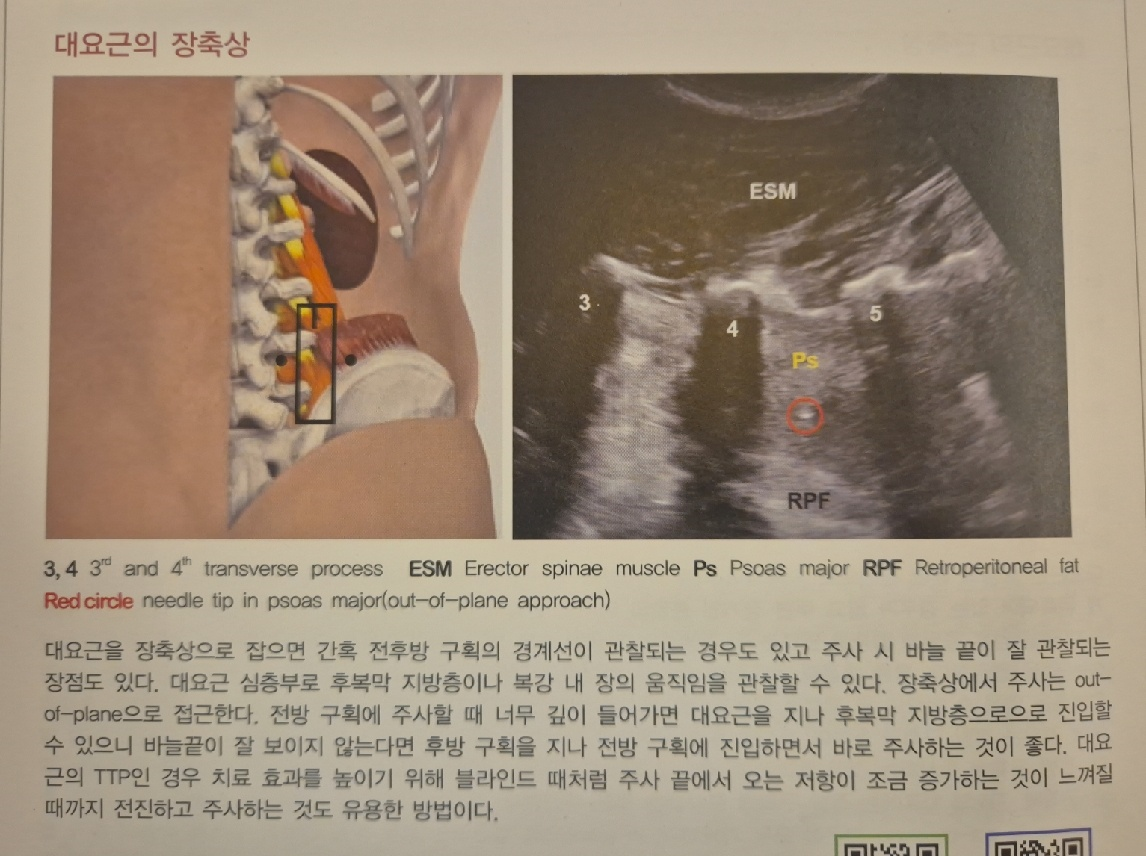 대요근의 장축상
ESM
3
4
5
Ps
RPF
3, 4 3rd and 4th transverse process ESM Erector spinae muscle Ps Psoas major RPF Retroperitoneal fat
Red circle needle tip in psoas major(out-of-plane approach)
대요근을 장축상으로 잡으면 간혹 전후방 구획의 경계선이 관찰되는 경우도 있고 주사 시 바늘 끝이 잘 관찰되는
장점도 있다. 대요근 심층부로 후복막 지방층이나 복강 내 장의 움직임을 관찰할 수 있다. 장축상에서 주사는 out-
of-plane으로 접근한다. 전방 구획에 주사할 때 너무 깊이 들어가면 대요근을 지나 후복막 지방층으로으로 진입할
수 있으니 바늘끝이 잘 보이지 않는다면 후방 구획을 지나 전방 구획에 진입하면서 바로 주사하는 것이 좋다. 대요
근의 TTP인 경우 치료 효과를 높이기 위해 블라인드 때처럼 주사 끝에서 오는 저항이 조금 증가하는 것이 느껴질
때까지 전진하고 주사하는 것도 유용한 방법이다.